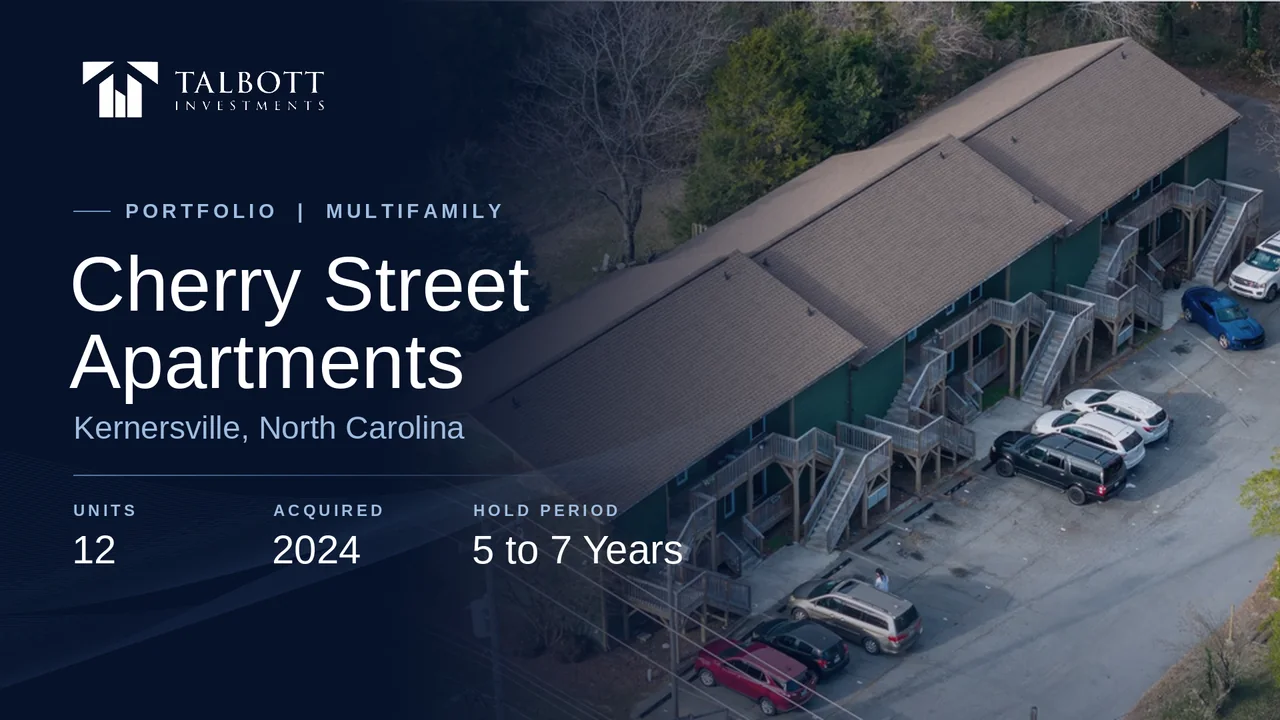 TALBOTT
INVESTMENTS
PORTFOLIO | MULTIFAMILY
Cherry Street
Apartments
Kernersville, North Carolina
UNITS ACQUIRED HOLD PERIOD
12 2024 5 to 7 Years